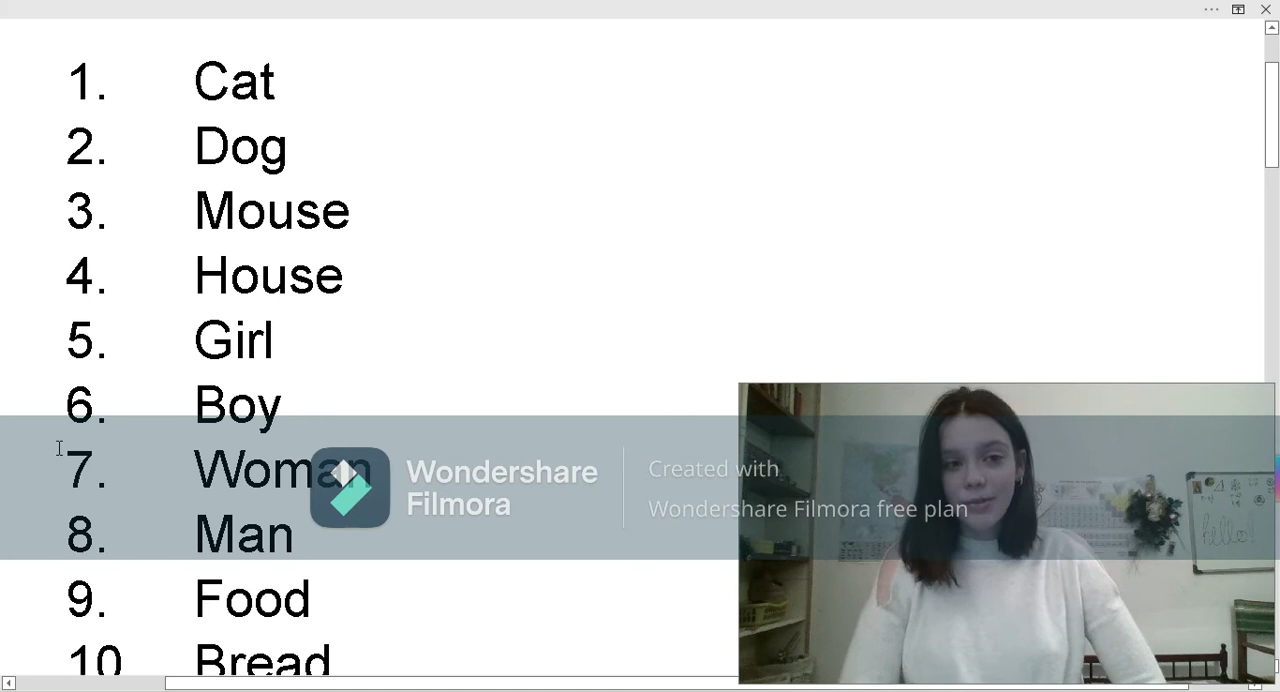 1. Cat
2. Dog
3. Mouse
4. House
5. Girl
6. Boy
7. Woman
8. Man
9. Food
10 Bread
Wondershare
Filmora
Created with
Wondershare Filmora free plan
hello!